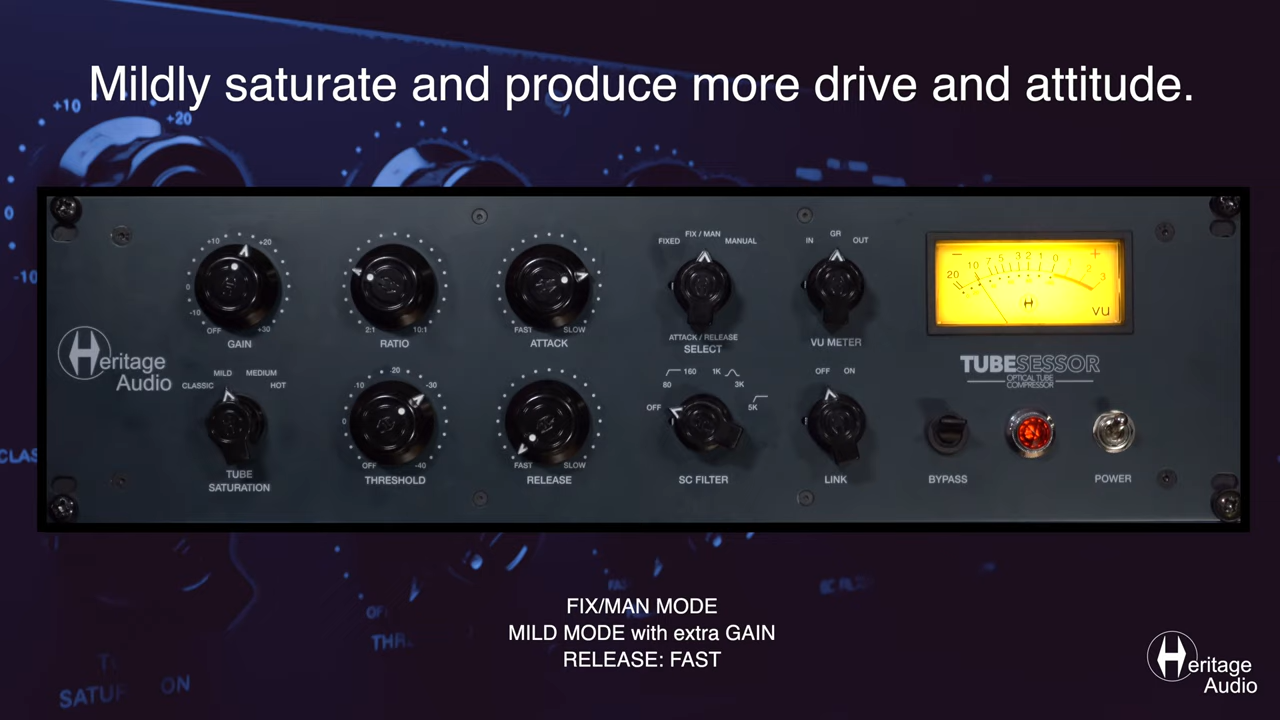 Mildly saturate and produce more drive and attitude.
+10
+20
0
-10
+10
+20
0
-10
OFF
+30
GAIN
2:1
10:1
RATIO
FAST
SLOW
ATTACK
FIXED
FIX / MAN
MANUAL
ATTACK / RELEASE
SELECT
IN
GR
OUT
VU METER
20 10 7 5 3 2 1 0 1 2 3
VU
Heritage
Audio
CLASSIC
MILD
MEDIUM
HOT
TUBE
SATURATION
0
-10
-20
-30
OFF
-40
THRESHOLD
FAST
SLOW
RELEASE
OFF
80
160
1K
3K
5K
SC FILTER
OFF
ON
LINK
TUBESESSOR
OPTICAL TUBE
COMPRESSOR
BYPASS
POWER
FIX/MAN MODE
MILD MODE with extra GAIN
RELEASE: FAST
Heritage
Audio